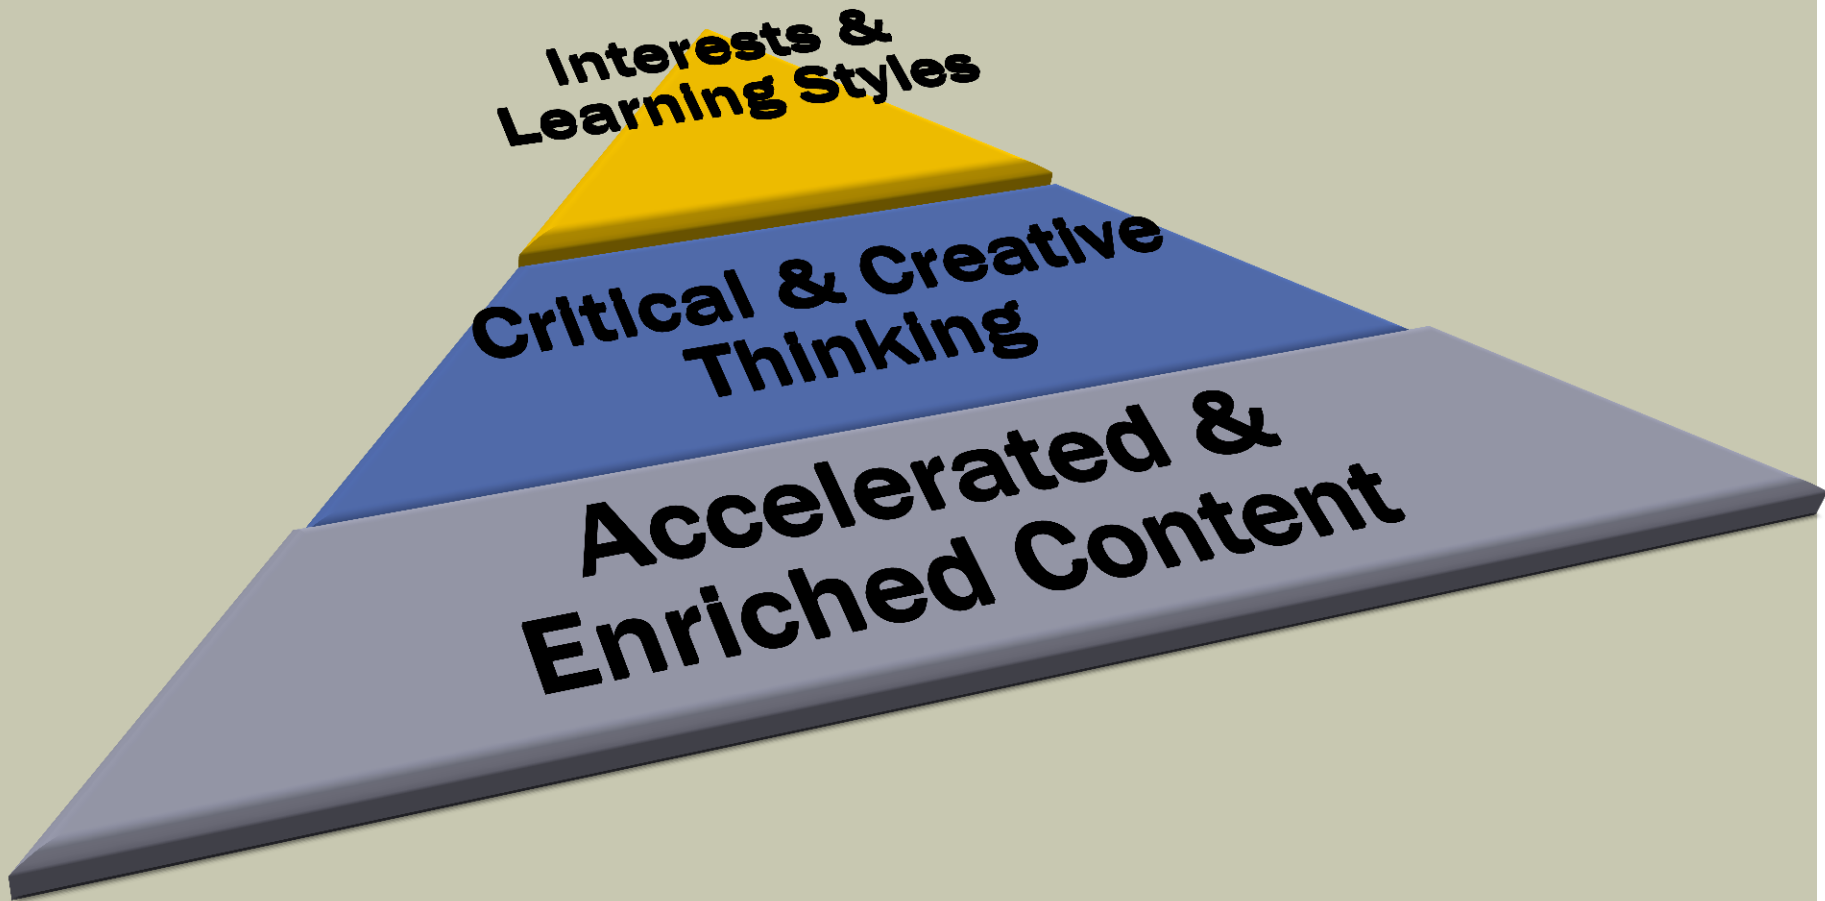 Interests &
Learning Styles
Critical & Creative
Thinking
Accelerated &
Enriched Content